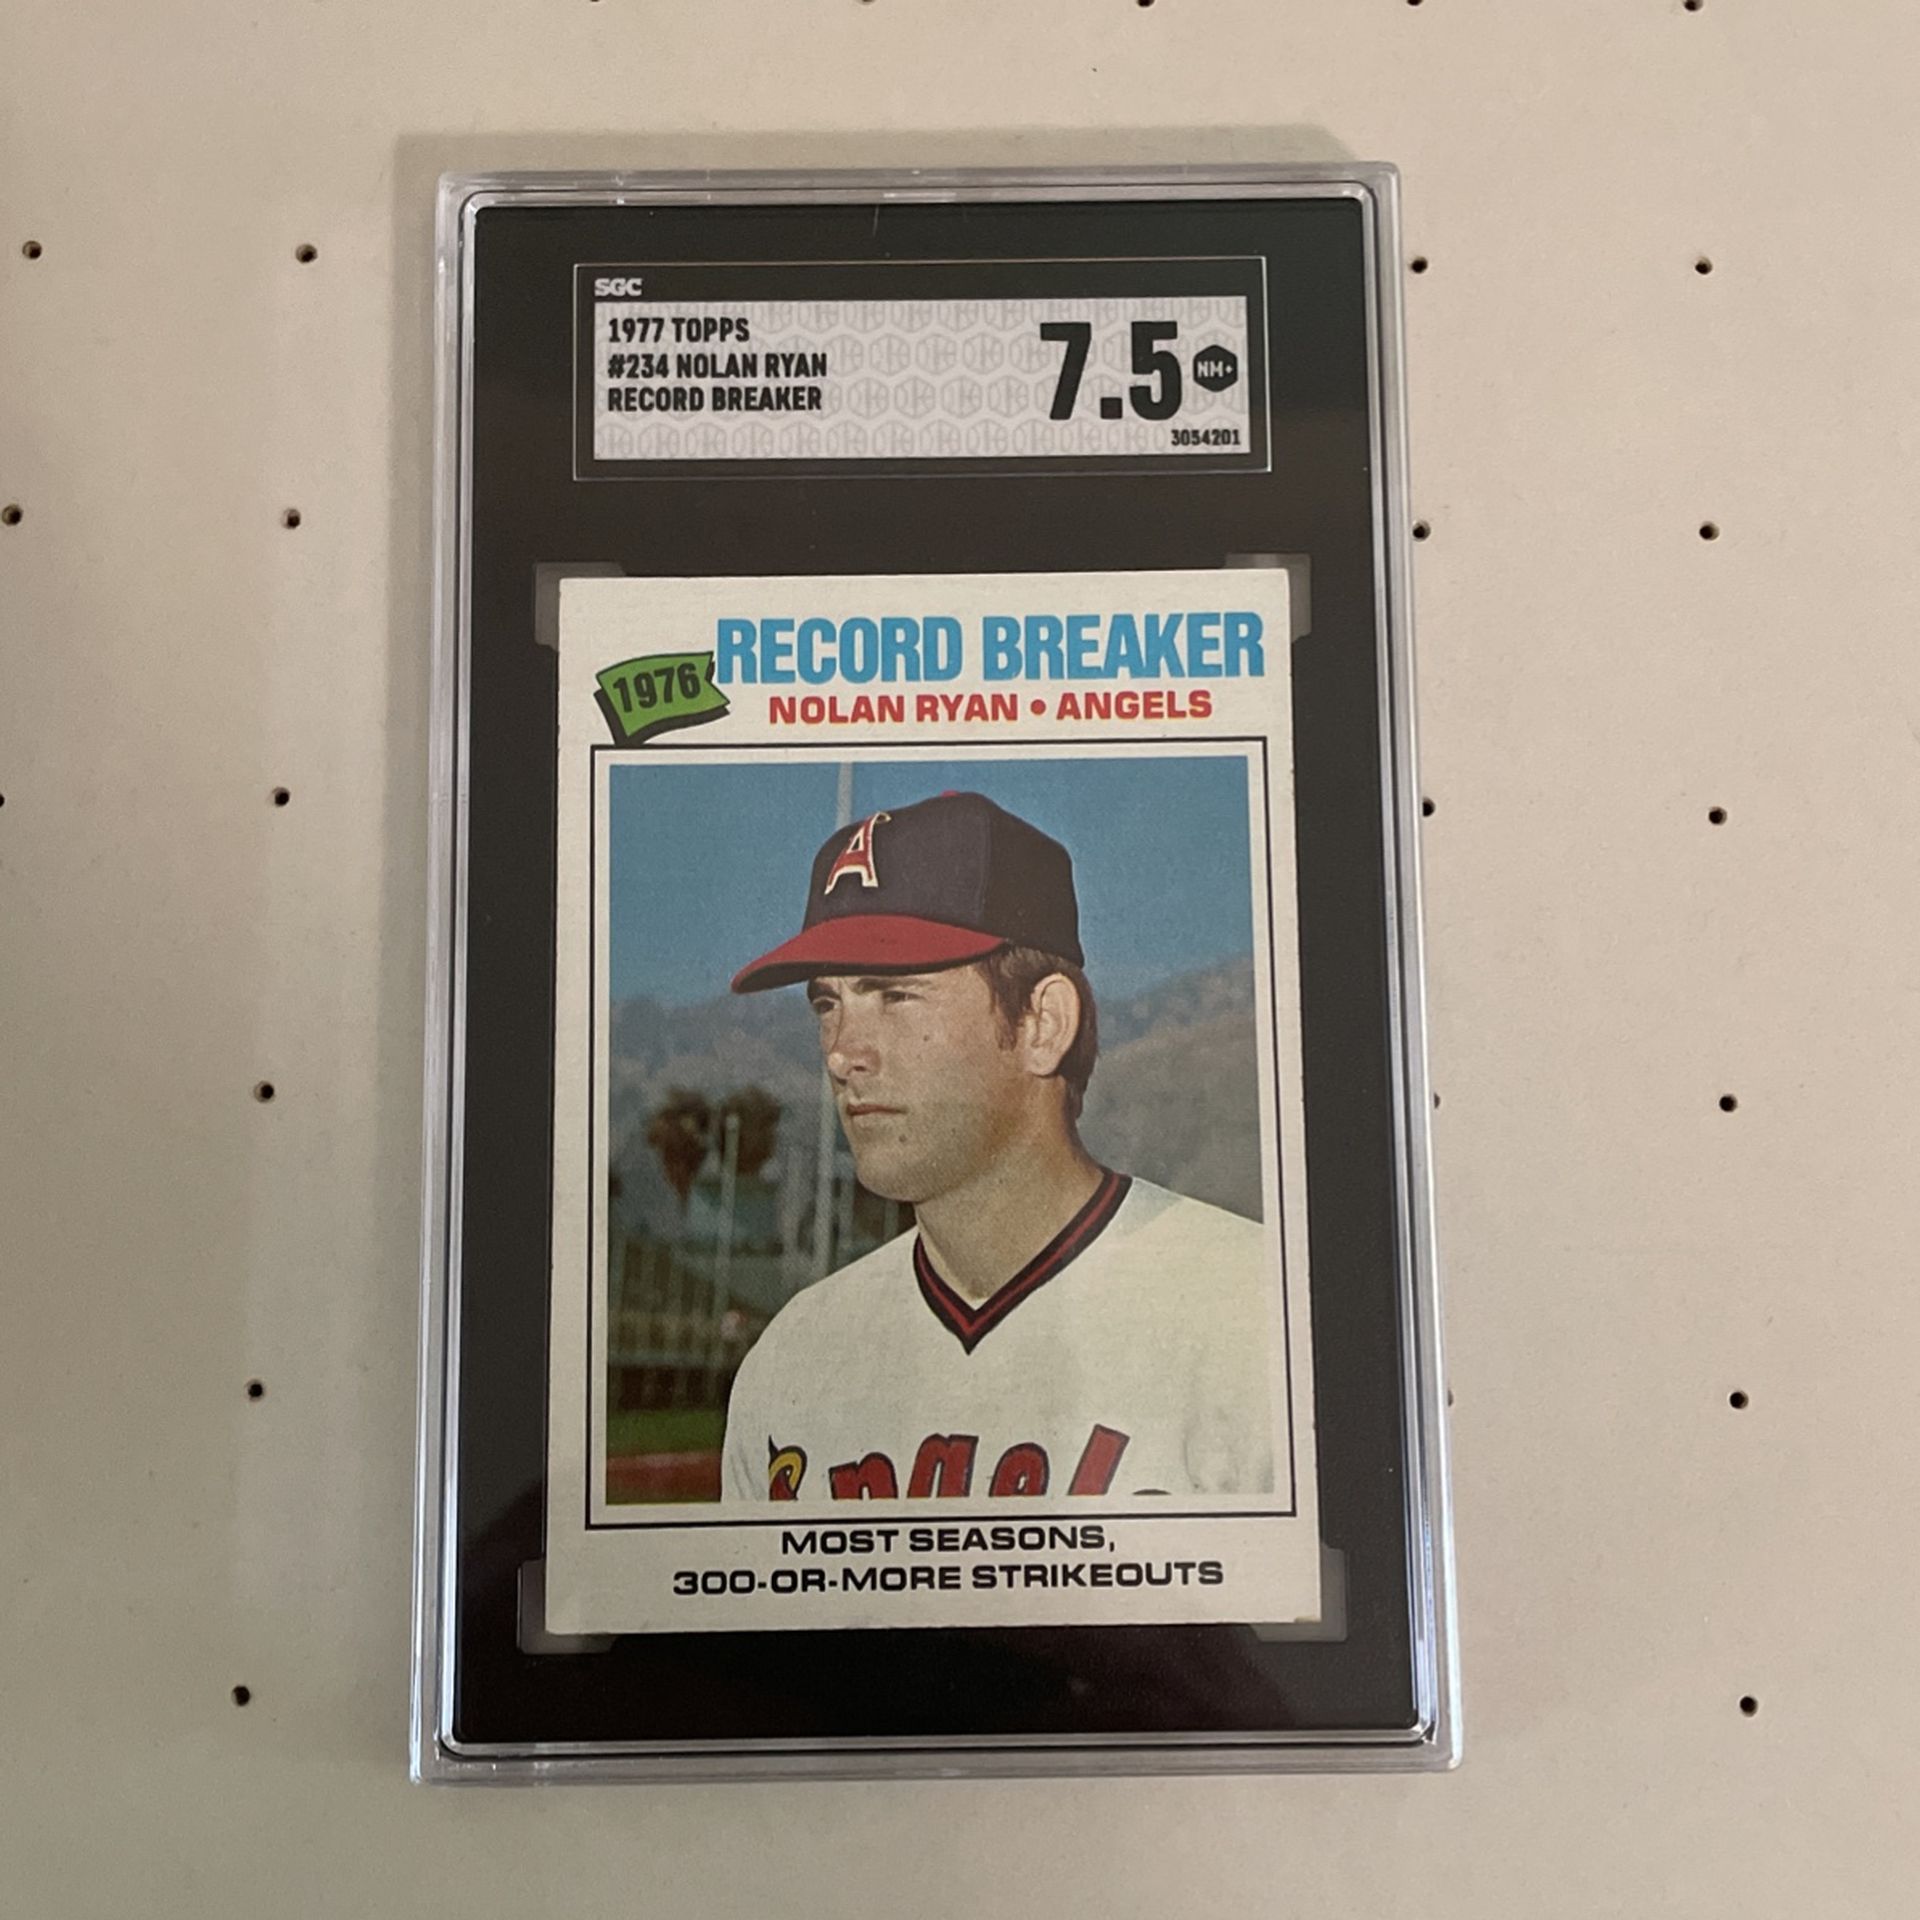 SGC
1977 TOPPS
#234 NOLAN RYAN
RECORD BREAKER
7.5 NM+
3054201
1976 RECORD BREAKER
NOLAN RYAN • ANGELS
A
Angels
MOST SEASONS,
300-OR-MORE STRIKEOUTS